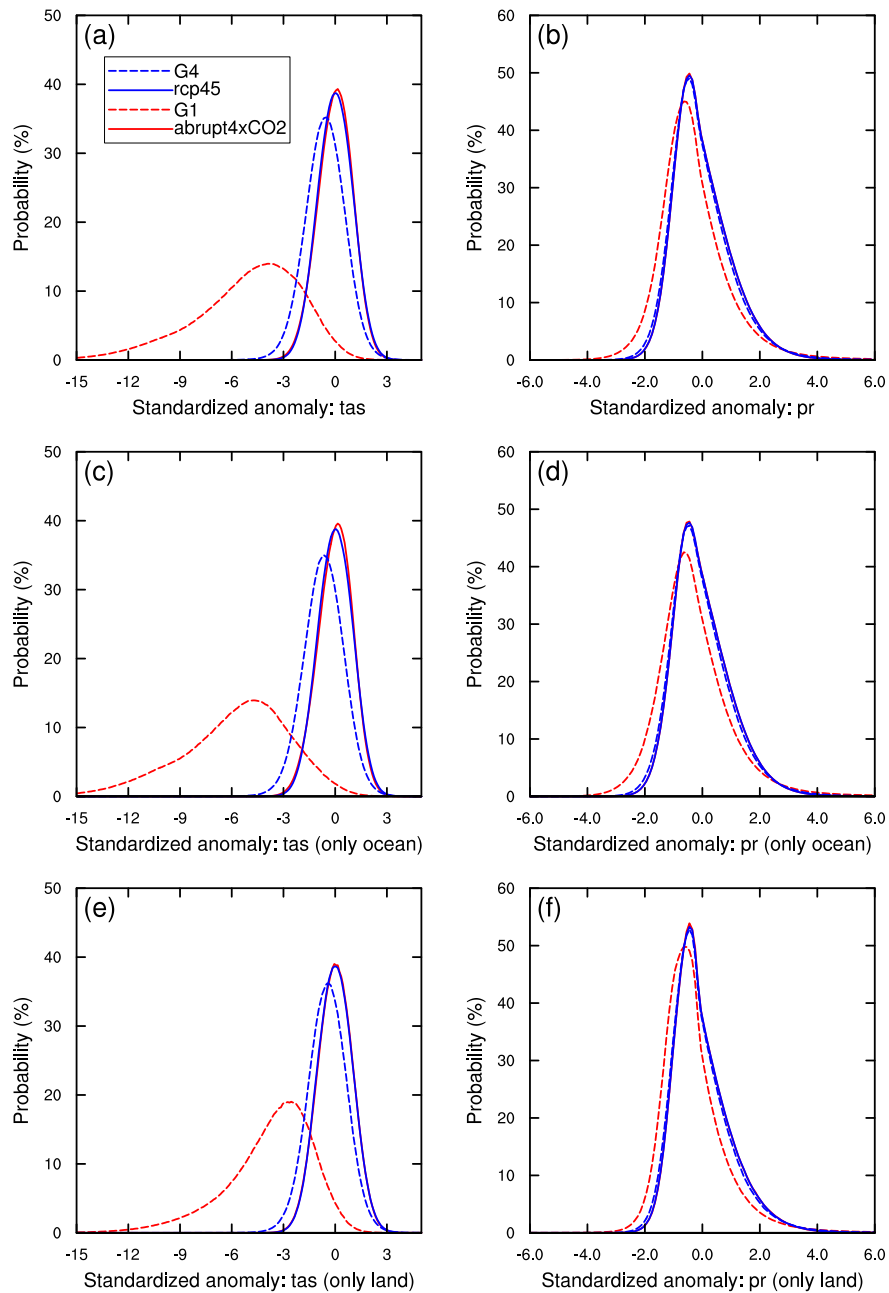 (a)
G4
rcp45
G1
abrupt4xCO2
50
40
30
20
10
0
Probability (%)
-15 -12 -9 -6 -3 0 3
Standardized anomaly: tas
(b)
60
50
40
30
20
10
0
Probability (%)
-6.0 -4.0 -2.0 0.0 2.0 4.0 6.0
Standardized anomaly: pr
(c)
50
40
30
20
10
0
Probability (%)
-15 -12 -9 -6 -3 0 3
Standardized anomaly: tas (only ocean)
(d)
60
50
40
30
20
10
0
Probability (%)
-6.0 -4.0 -2.0 0.0 2.0 4.0 6.0
Standardized anomaly: pr (only ocean)
(e)
50
40
30
20
10
0
Probability (%)
-15 -12 -9 -6 -3 0 3
Standardized anomaly: tas (only land)
(f)
60
50
40
30
20
10
0
Probability (%)
-6.0 -4.0 -2.0 0.0 2.0 4.0 6.0
Standardized anomaly: pr (only land)